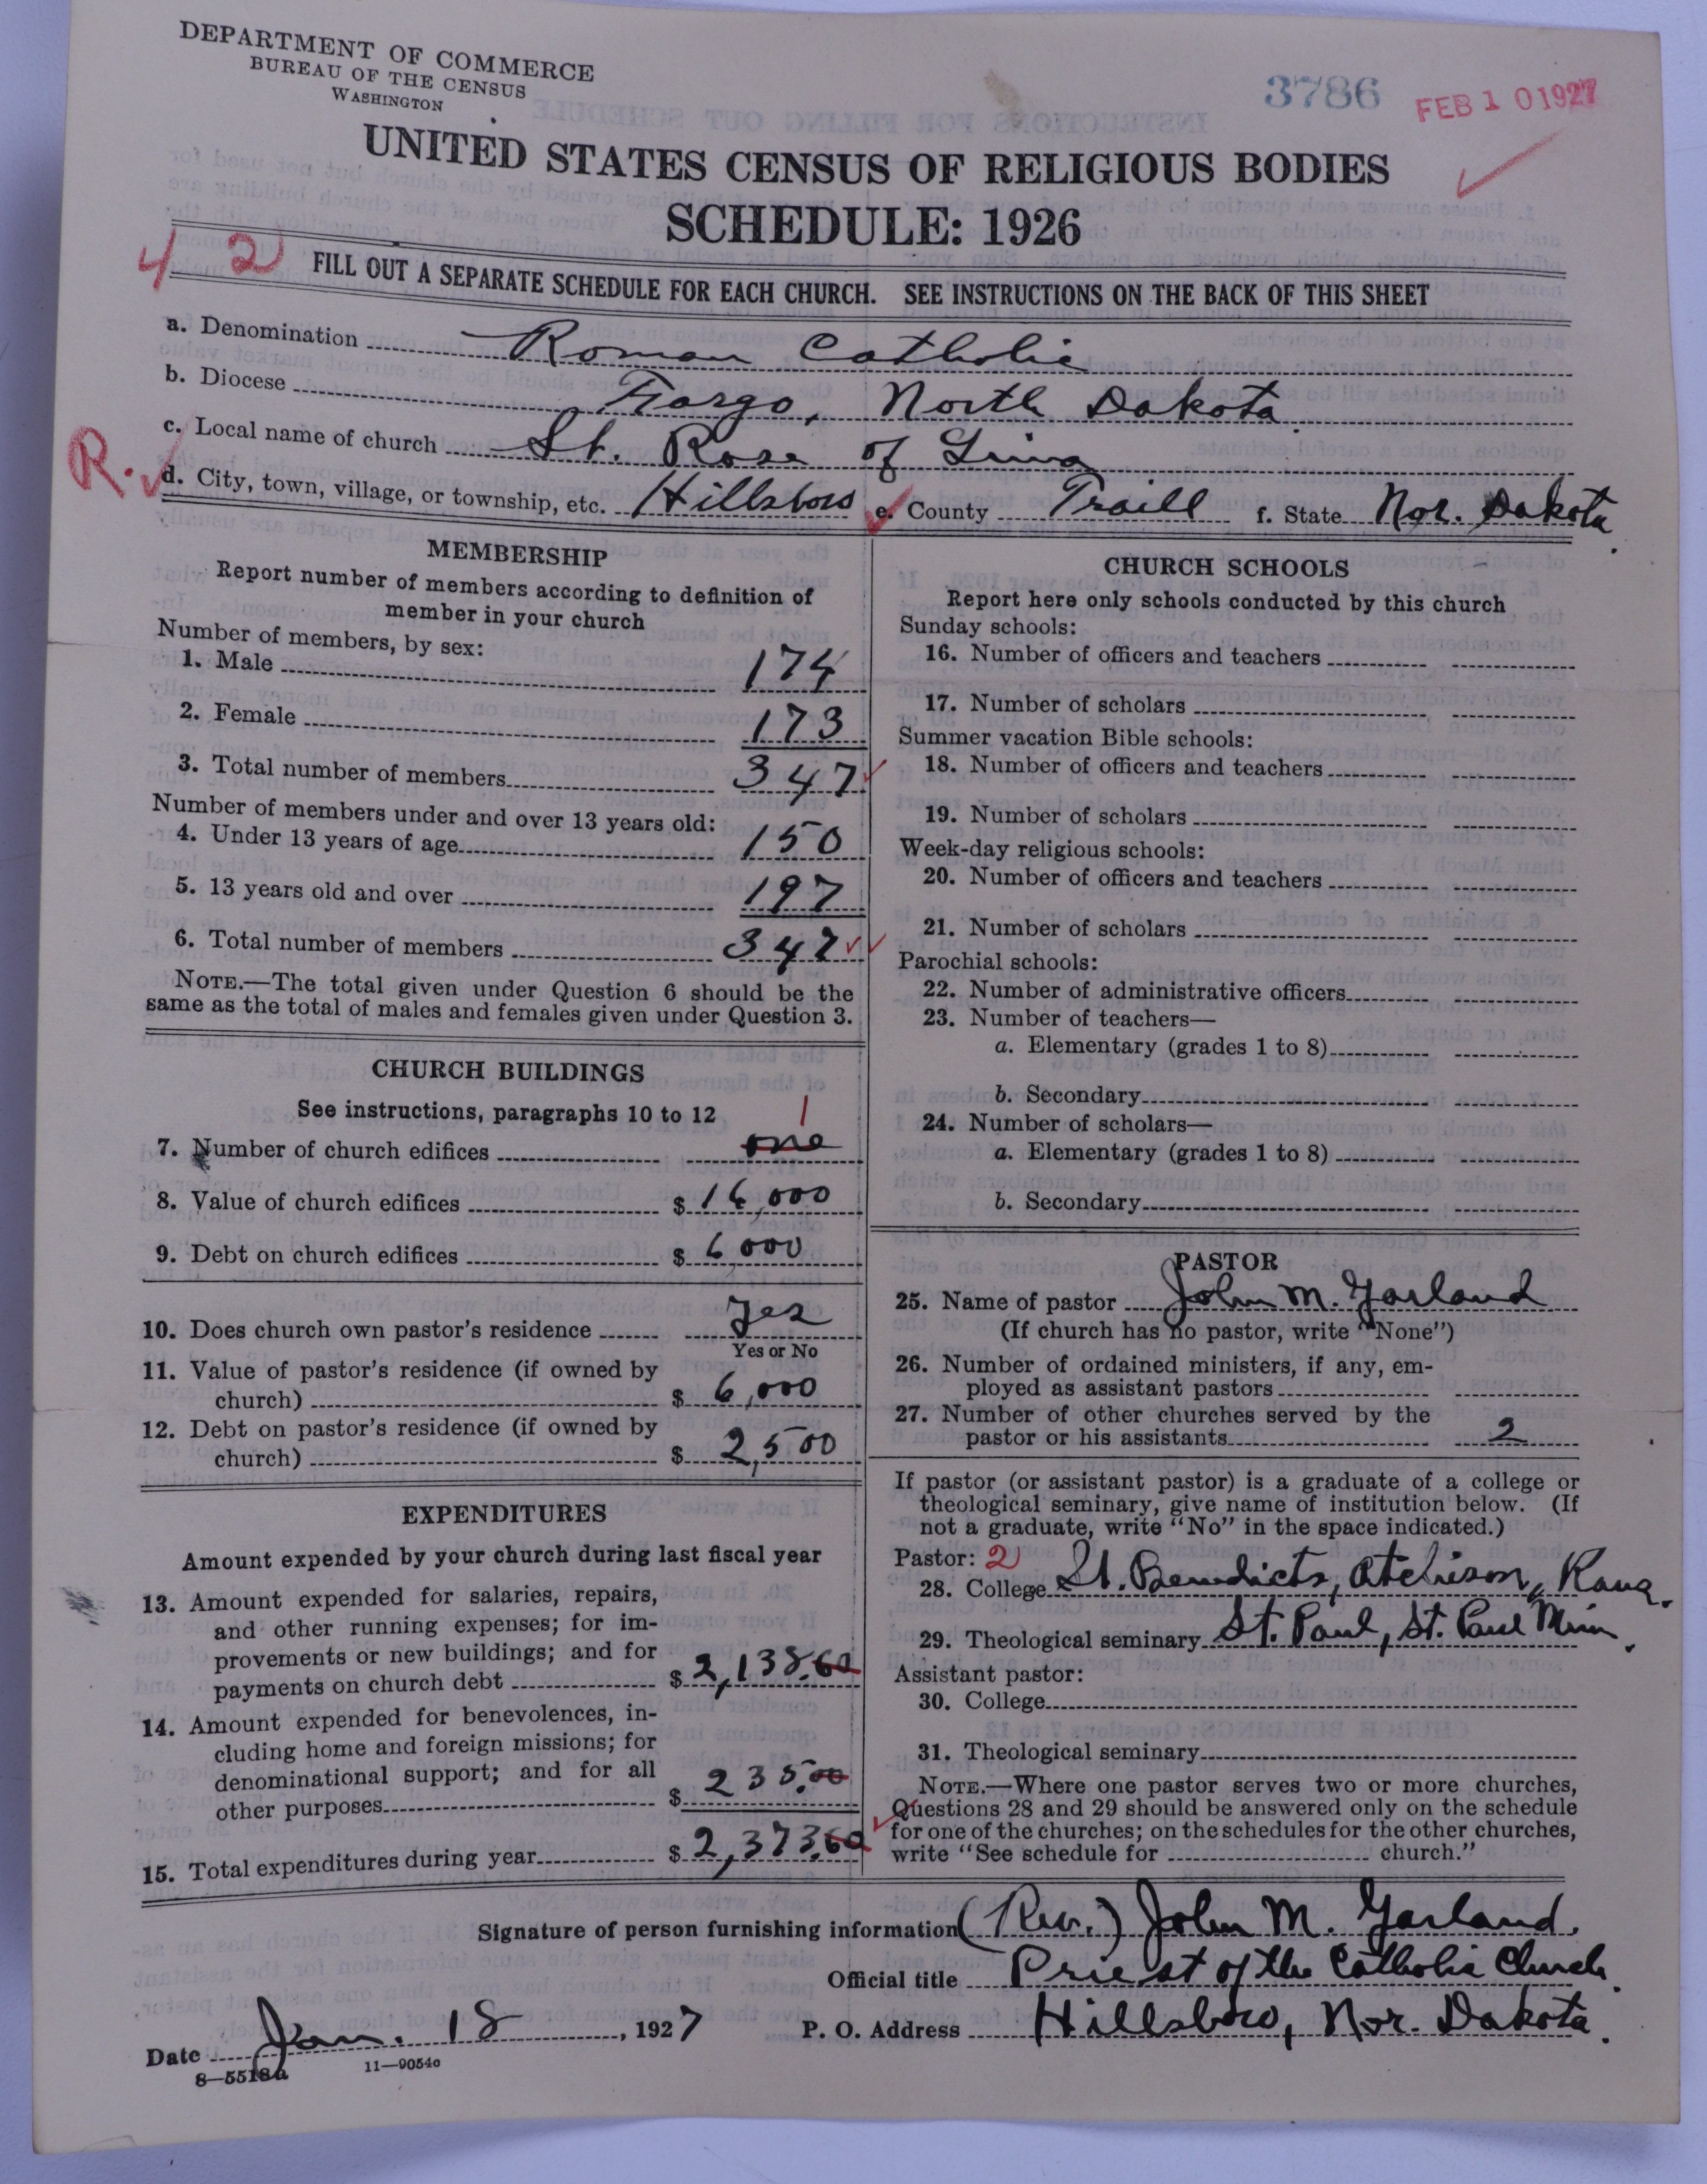 DEPARTMENT OF COMMERCE
BUREAU OF THE CENSUS
WASHINGTON
3786
FEB 10 1927
UNITED STATES CENSUS OF RELIGIOUS BODIES
SCHEDULE: 1926
4 2
FILL OUT A SEPARATE SCHEDULE FOR EACH CHURCH. SEE INSTRUCTIONS ON THE BACK OF THIS SHEET
a. Denomination Roman Catholic
b. Diocese Fargo, North Dakota
c. Local name of church St. Rose of Lima
R.
d. City, town, village, or township, etc. Hillsboro e. County Traill f. State Nor. Dakota.
MEMBERSHIP
Report number of members according to definition of
member in your church
Number of members, by sex:
1. Male 174
2. Female 173
3. Total number of members 347
Number of members under and over 13 years old:
4. Under 13 years of age 150
5. 13 years old and over 197
6. Total number of members 347
NOTE.—The total given under Question 6 should be the
same as the total of males and females given under Question 3.
CHURCH BUILDINGS
See instructions, paragraphs 10 to 12
1
7. Number of church edifices one
8. Value of church edifices $ 16,000
9. Debt on church edifices $ 6000
10. Does church own pastor's residence Yes
Yes or No
11. Value of pastor's residence (if owned by
church) $ 6,000
12. Debt on pastor's residence (if owned by
church) $ 2,500
EXPENDITURES
Amount expended by your church during last fiscal year
13. Amount expended for salaries, repairs,
and other running expenses; for im-
provements or new buildings; and for
payments on church debt $ 2,138.60
14. Amount expended for benevolences, in-
cluding home and foreign missions; for
denominational support; and for all
other purposes $ 235.00
15. Total expenditures during year $ 2,373.60
CHURCH SCHOOLS
Report here only schools conducted by this church
Sunday schools:
16. Number of officers and teachers
17. Number of scholars
Summer vacation Bible schools:
18. Number of officers and teachers
19. Number of scholars
Week-day religious schools:
20. Number of officers and teachers
21. Number of scholars
Parochial schools:
22. Number of administrative officers
23. Number of teachers—
a. Elementary (grades 1 to 8)
b. Secondary
24. Number of scholars—
a. Elementary (grades 1 to 8)
b. Secondary
PASTOR
25. Name of pastor John M. Garland
(If church has no pastor, write "None")
26. Number of ordained ministers, if any, em-
ployed as assistant pastors
27. Number of other churches served by the
pastor or his assistants 2
If pastor (or assistant pastor) is a graduate of a college or
theological seminary, give name of institution below. (If
not a graduate, write "No" in the space indicated.)
Pastor: 2
28. College St. Benedicts, Atchison, Kans.
29. Theological seminary St. Paul, St. Paul Minn.
Assistant pastor:
30. College
31. Theological seminary
NOTE.—Where one pastor serves two or more churches,
Questions 28 and 29 should be answered only on the schedule
for one of the churches; on the schedules for the other churches,
write "See schedule for church."
Signature of person furnishing information (Rev.) John M. Garland.
Official title Priest of the Catholic Church.
Date Jan. 18, 1927 P. O. Address Hillsboro, Nor. Dakota.
8—5518a 11—9054c